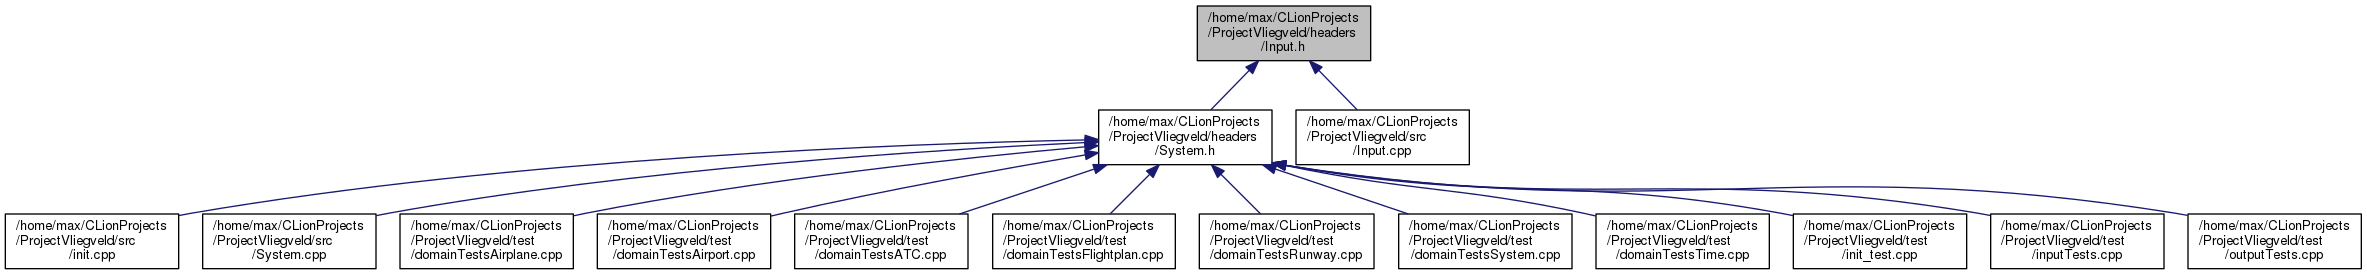 /home/max/CLionProjects
/ProjectVliegveld/headers
/Input.h
/home/max/CLionProjects
/ProjectVliegveld/headers
/System.h
/home/max/CLionProjects
/ProjectVliegveld/src
/Input.cpp
/home/max/CLionProjects
/ProjectVliegveld/src
/init.cpp
/home/max/CLionProjects
/ProjectVliegveld/src
/System.cpp
/home/max/CLionProjects
/ProjectVliegveld/test
/domainTestsAirplane.cpp
/home/max/CLionProjects
/ProjectVliegveld/test
/domainTestsAirport.cpp
/home/max/CLionProjects
/ProjectVliegveld/test
/domainTestsATC.cpp
/home/max/CLionProjects
/ProjectVliegveld/test
/domainTestsFlightplan.cpp
/home/max/CLionProjects
/ProjectVliegveld/test
/domainTestsRunway.cpp
/home/max/CLionProjects
/ProjectVliegveld/test
/domainTestsSystem.cpp
/home/max/CLionProjects
/ProjectVliegveld/test
/domainTestsTime.cpp
/home/max/CLionProjects
/ProjectVliegveld/test
/init_test.cpp
/home/max/CLionProjects
/ProjectVliegveld/test
/inputTests.cpp
/home/max/CLionProjects
/ProjectVliegveld/test
/outputTests.cpp